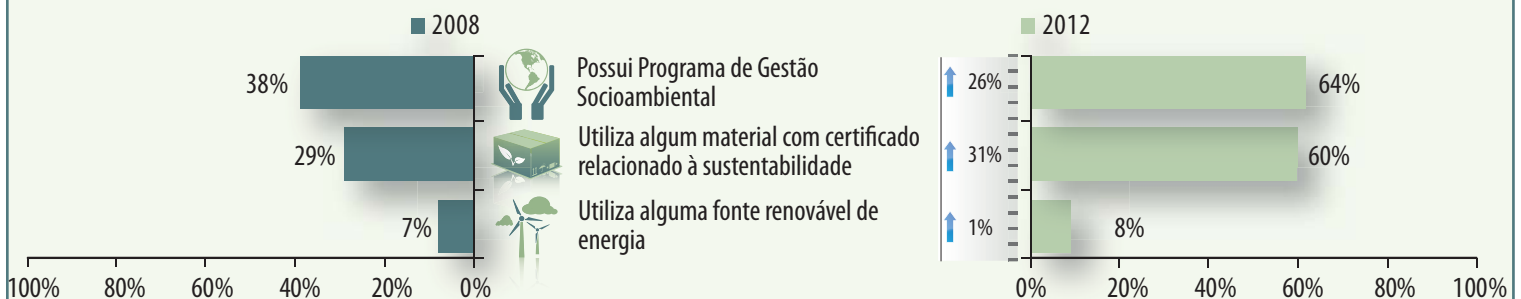 2008
2012
38%
Possui Programa de Gestão
Socioambiental
26%
64%
29%
Utiliza algum material com certificado
relacionado à sustentabilidade
31%
60%
7%
Utiliza alguma fonte renovável de
energia
1%
8%
100% 80% 60% 40% 20% 0%
0% 20% 40% 60% 80% 100%